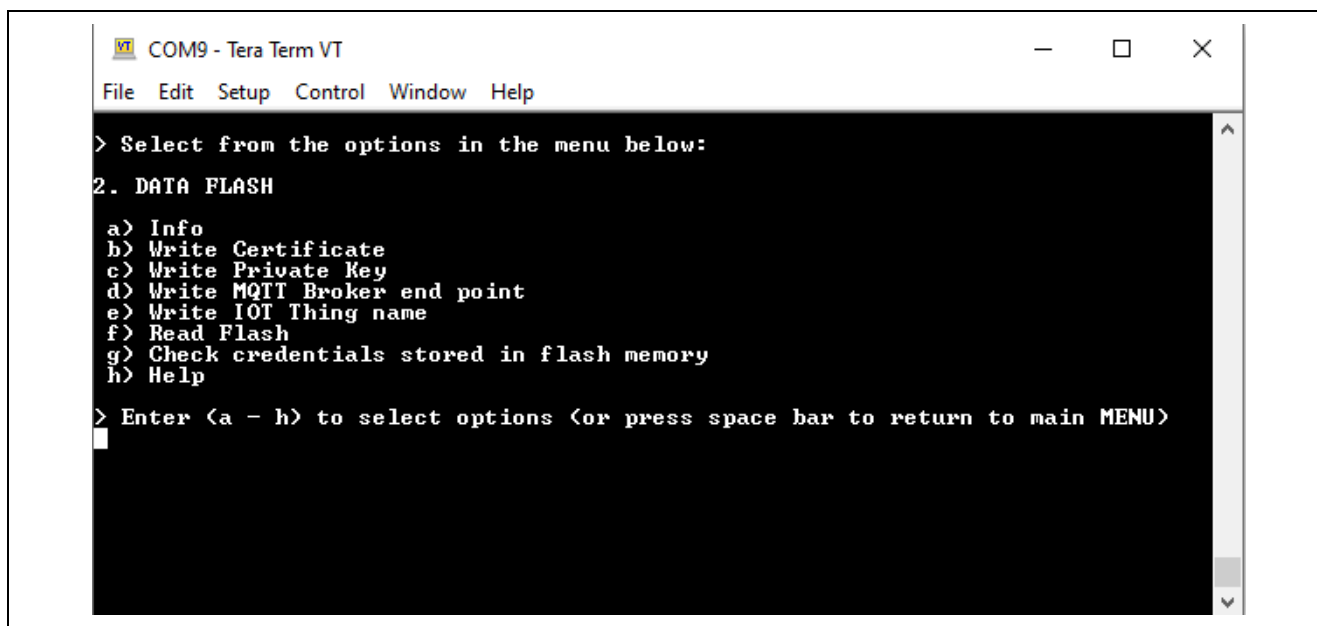 VT COM9 - Tera Term VT
File Edit Setup Control Window Help
> Select from the options in the menu below:
2. DATA FLASH
a) Info
b) Write Certificate
c) Write Private Key
d) Write MQTT Broker end point
e) Write IOT Thing name
f) Read Flash
g) Check credentials stored in flash memory
h) Help
> Enter (a - h) to select options (or press space bar to return to main MENU)